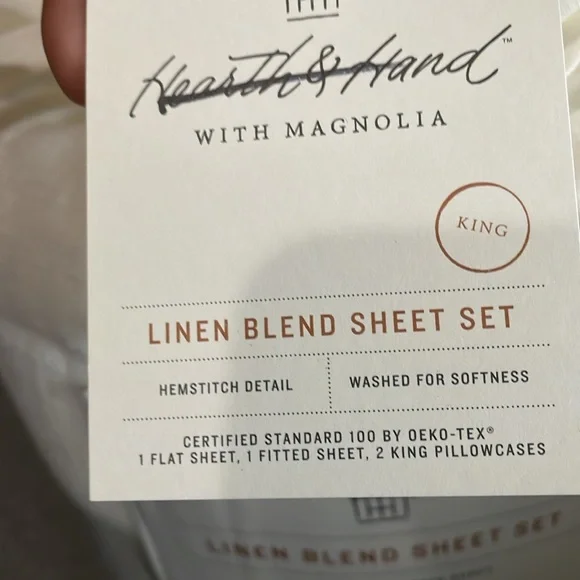 Hearth & Hand™
WITH MAGNOLIA
KING
LINEN BLEND SHEET SET
HEMSTITCH DETAIL
WASHED FOR SOFTNESS
CERTIFIED STANDARD 100 BY OEKO-TEX®
1 FLAT SHEET, 1 FITTED SHEET, 2 KING PILLOWCASES
LINEN BLEND SHEET SET